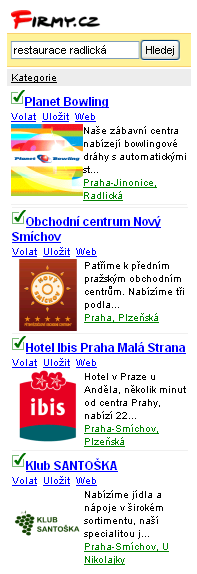 FIRMY.CZ
restaurace radlická Hledej
Kategorie
Planet Bowling
Volat Uložit Web
Planet Bowling
Naše zábavní centra
nabízejí bowlingové
dráhy s automatickými
st...
Praha-Jinonice,
Radlická
Obchodní centrum Nový
Smíchov
Volat Uložit Web
NOVÝ
SMÍCHOV
Patříme k předním
pražským obchodním
centrům. Nabízíme tři
podla...
Praha, Plzeňská
Hotel Ibis Praha Malá Strana
Volat Uložit Web
ibis
Hotel v Praze u
Anděla, několik minut
od centra Prahy,
nabízí 22...
Praha-Smíchov,
Plzeňská
Klub SANTOŠKA
Volat Uložit Web
KLUB
SANTOŠKA
Nabízíme jídla a
nápoje v širokém
sortimentu, naší
specialitou j...
Praha-Smíchov, U
Nikolajky